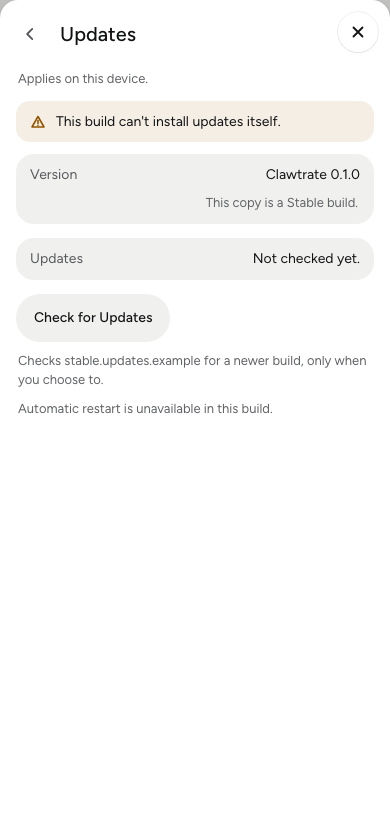 Updates
Applies on this device.
This build can't install updates itself.
Version
Clawtrate 0.1.0
This copy is a Stable build.
Updates
Not checked yet.
Check for Updates
Checks stable.updates.example for a newer build, only when
you choose to.
Automatic restart is unavailable in this build.